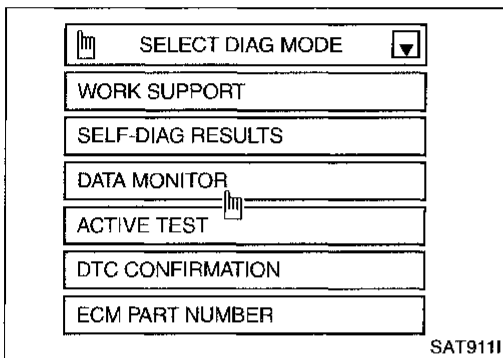 SELECT DIAG MODE
WORK SUPPORT
SELF-DIAG RESULTS
DATA MONITOR
ACTIVE TEST
DTC CONFIRMATION
ECM PART NUMBER
SAT911I